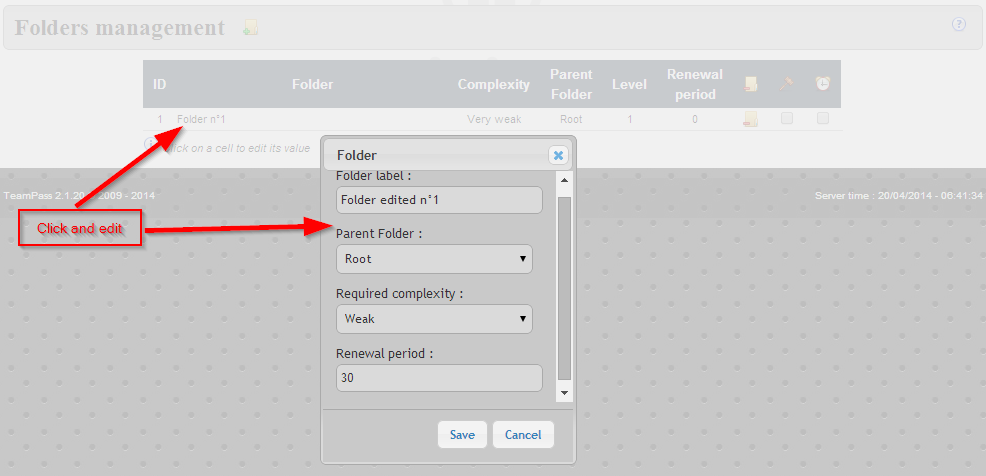 Folders management
ID Folder Complexity Parent Folder Level Renewal period
1 Folder n°1 Very weak Root 1 0
click on a cell to edit its value
TeamPass 2.1.20 2009 - 2014
Server time : 20/04/2014 - 06:41:34
Click and edit
Folder
Folder label :
Folder edited n°1
Parent Folder :
Root
Required complexity :
Weak
Renewal period :
30
Save Cancel